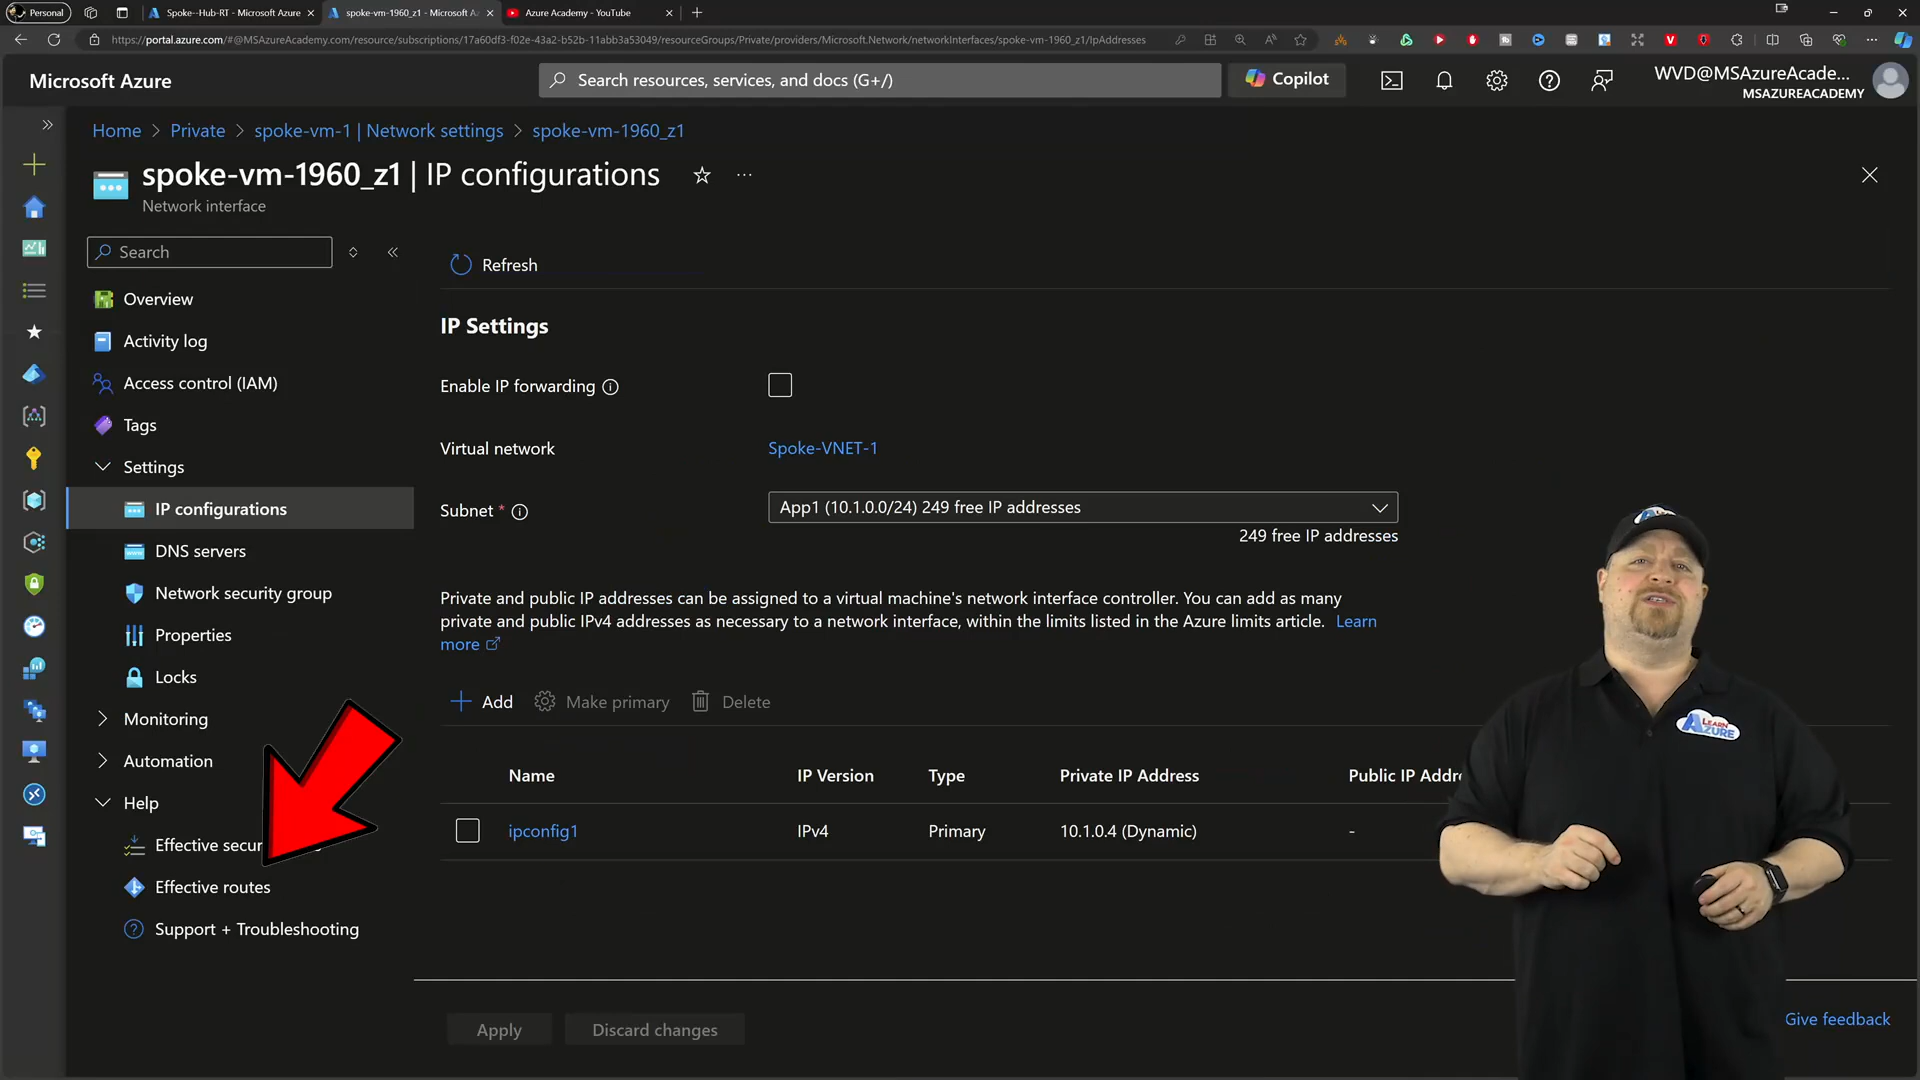 Personal
Spoke--Hub-RT - Microsoft Azure
spoke-vm-1960_z1 - Microsoft A
Azure Academy - YouTube
https://portal.azure.com/#@MSAzureAcademy.com/resource/subscriptions/17a60df3-f02e-43a2-b52b-11abb3a53049/resourceGroups/Private/providers/Microsoft.Network/networkInterfaces/spoke-vm-1960_z1/IpAddresses
Microsoft Azure
Search resources, services, and docs (G+/)
Copilot
WVD@MSAzureAcade...
MSAZUREACADEMY
Home > Private > spoke-vm-1 | Network settings > spoke-vm-1960_z1
spoke-vm-1960_z1 | IP configurations
Network interface
Search
Overview
Activity log
Access control (IAM)
Tags
Settings
IP configurations
DNS servers
Network security group
Properties
Locks
Monitoring
Automation
Help
Effective secur
Effective routes
Support + Troubleshooting
Refresh
IP Settings
Enable IP forwarding
Virtual network
Spoke-VNET-1
Subnet *
App1 (10.1.0.0/24) 249 free IP addresses
249 free IP addresses
Private and public IP addresses can be assigned to a virtual machine's network interface controller. You can add as many
private and public IPv4 addresses as necessary to a network interface, within the limits listed in the Azure limits article. Learn
more
Add
Make primary
Delete
Name
IP Version
Type
Private IP Address
Public IP Addre
ipconfig1
IPv4
Primary
10.1.0.4 (Dynamic)
-
LEARN
AZURE
Apply
Discard changes
Give feedback